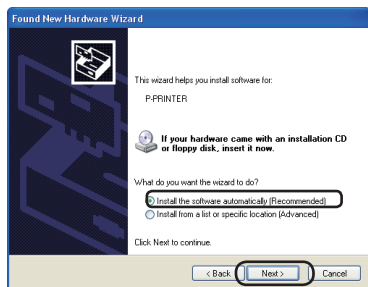 Found New Hardware Wizard
This wizard helps you install software for:
P-PRINTER
If your hardware came with an installation CD
or floppy disk, insert it now.
What do you want the wizard to do?
Install the software automatically (Recommended)
Install from a list or specific location (Advanced)
Click Next to continue.
< Back Next > Cancel